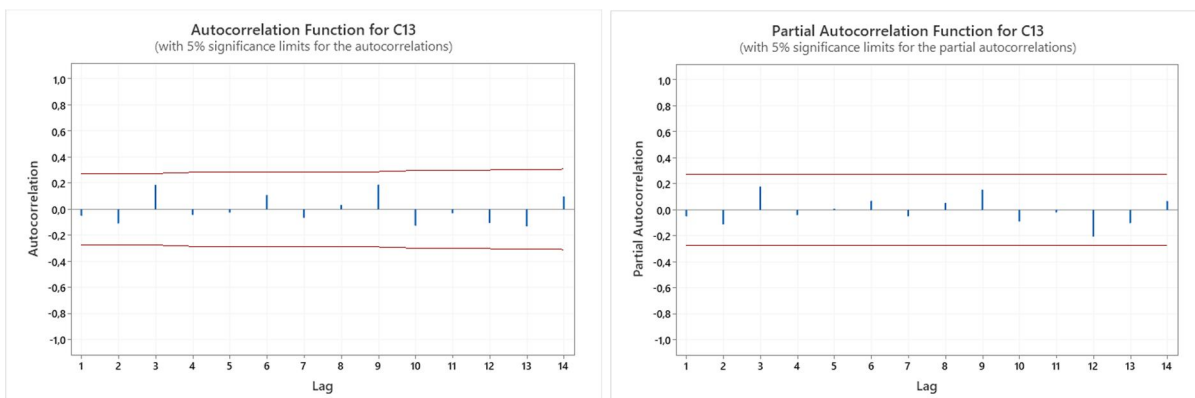 Autocorrelation Function for C13
(with 5% significance limits for the autocorrelations)
1,0
0,8
0,6
0,4
0,2
0,0
-0,2
-0,4
-0,6
-0,8
-1,0
Autocorrelation
1 2 3 4 5 6 7 8 9 10 11 12 13 14
Lag
Partial Autocorrelation Function for C13
(with 5% significance limits for the partial autocorrelations)
1,0
0,8
0,6
0,4
0,2
0,0
-0,2
-0,4
-0,6
-0,8
-1,0
Partial Autocorrelation
1 2 3 4 5 6 7 8 9 10 11 12 13 14
Lag